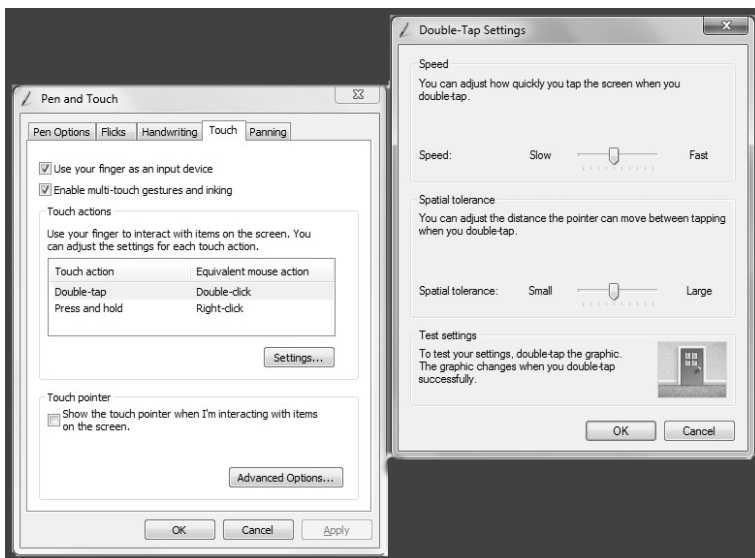 Pen and Touch
Pen Options Flicks Handwriting Touch Panning
Use your finger as an input device
Enable multi-touch gestures and inking
Touch actions
Use your finger to interact with items on the screen. You
can adjust the settings for each touch action.
Touch action Equivalent mouse action
Double-tap Double-click
Press and hold Right-click
Settings...
Touch pointer
Show the touch pointer when I'm interacting with items
on the screen.
Advanced Options...
OK Cancel Apply
Double-Tap Settings
Speed
You can adjust how quickly you tap the screen when you
double-tap.
Speed: Slow Fast
Spatial tolerance
You can adjust the distance the pointer can move between tapping
when you double-tap.
Spatial tolerance: Small Large
Test settings
To test your settings, double-tap the graphic.
The graphic changes when you double-tap
successfully.
OK Cancel